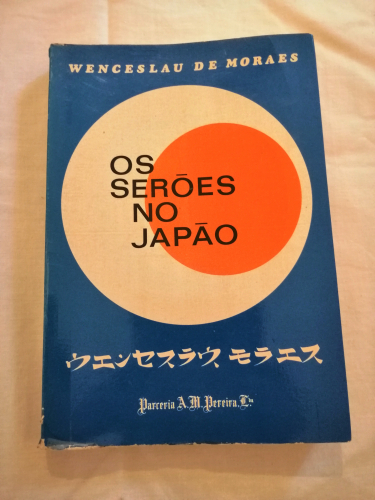 WENCESLAU DE MORAES
OS
SERÕES
NO
JAPÃO
ウエンセスラウ、モラエス
Parceria A. M. Pereira, L.da